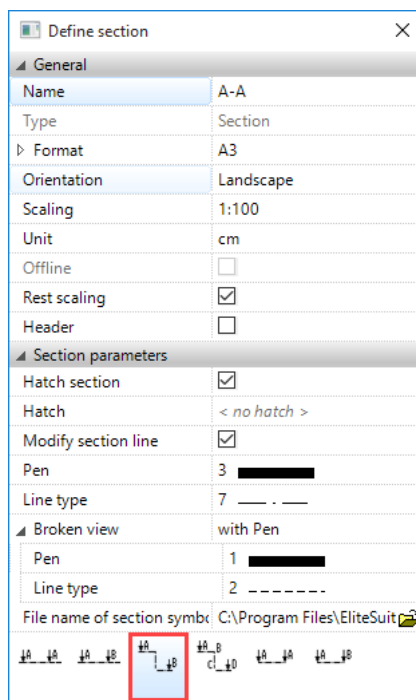 Define section
General
Name A-A
Type Section
Format A3
Orientation Landscape
Scaling 1:100
Unit cm
Offline
Rest scaling
Header
Section parameters
Hatch section
Hatch < no hatch >
Modify section line
Pen 3
Line type 7
Broken view with Pen
Pen 1
Line type 2
File name of section symbo C:\Program Files\EliteSuit
A A A B A B A B C D A A A B